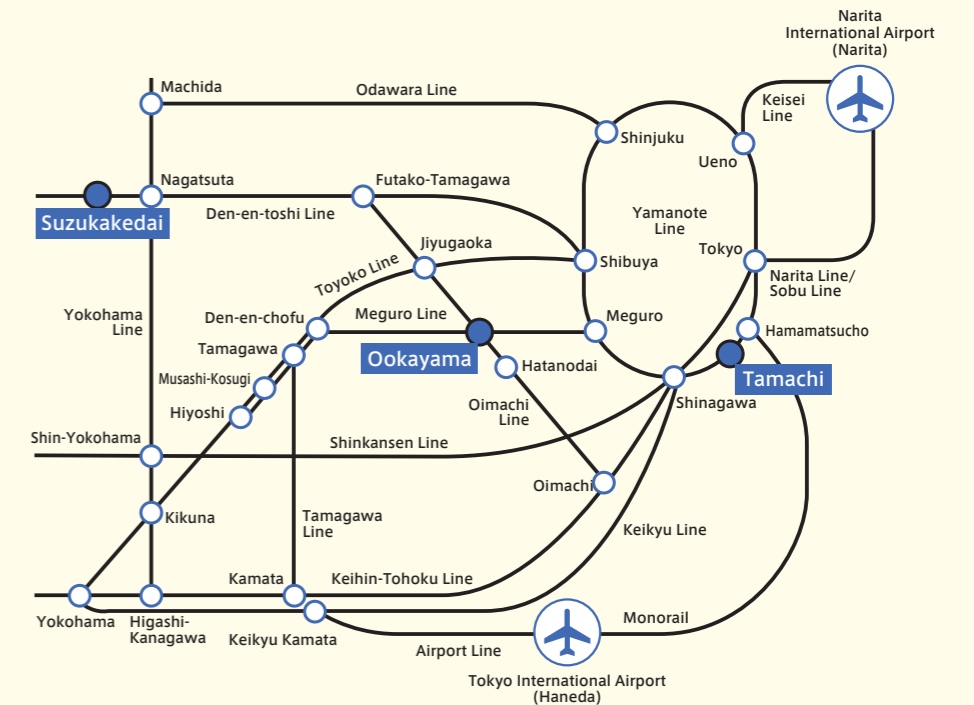 Narita
International Airport
(Narita)
Machida
Odawara Line
Keisei
Line
Shinjuku
Ueno
Nagatsuta
Futako-Tamagawa
Suzukakedai
Den-en-toshi Line
Yamanote
Line
Jiyugaoka
Tokyo
Toyoko Line
Shibuya
Narita Line/
Sobu Line
Yokohama
Line
Den-en-chofu
Meguro Line
Meguro
Hamamatsucho
Tamagawa
Ookayama
Hatanodai
Tamachi
Musashi-Kosugi
Oimachi
Line
Shinagawa
Hiyoshi
Shin-Yokohama
Shinkansen Line
Oimachi
Kikuna
Tamagawa
Line
Keikyu Line
Kamata
Keihin-Tohoku Line
Yokohama
Higashi-
Kanagawa
Keikyu Kamata
Monorail
Airport Line
Tokyo International Airport
(Haneda)